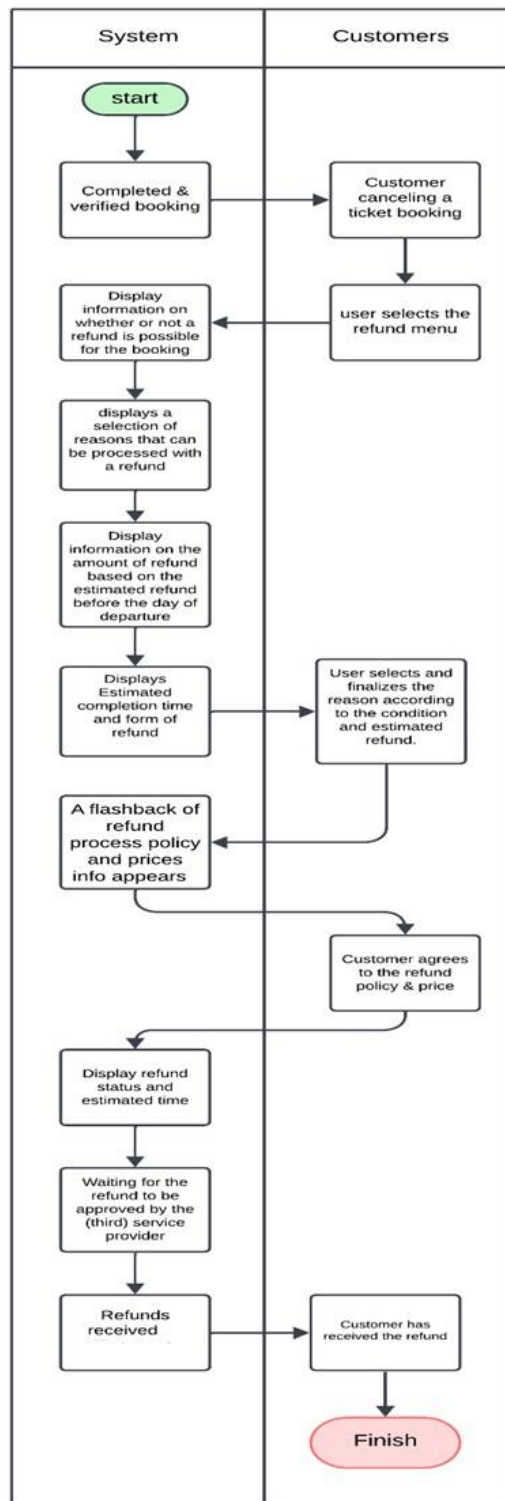 System
Customers
start
Completed &
verified booking
Customer
canceling a
ticket booking
user selects the
refund menu
Display
information on
whether or not a
refund is possible
for the booking
displays a
selection of
reasons that can
be processed with
a refund
Display
information on the
amount of refund
based on the
estimated refund
before the day of
departure
Displays
Estimated
completion time
and form of
refund
User selects and
finalizes the
reason according
to the condition
and estimated
refund.
A flashback of
refund
process policy
and prices
info appears
Customer agrees
to the refund
policy & price
Display refund
status and
estimated time
Waiting for the
refund to be
approved by the
(third) service
provider
Refunds
received
Customer has
received the refund
Finish